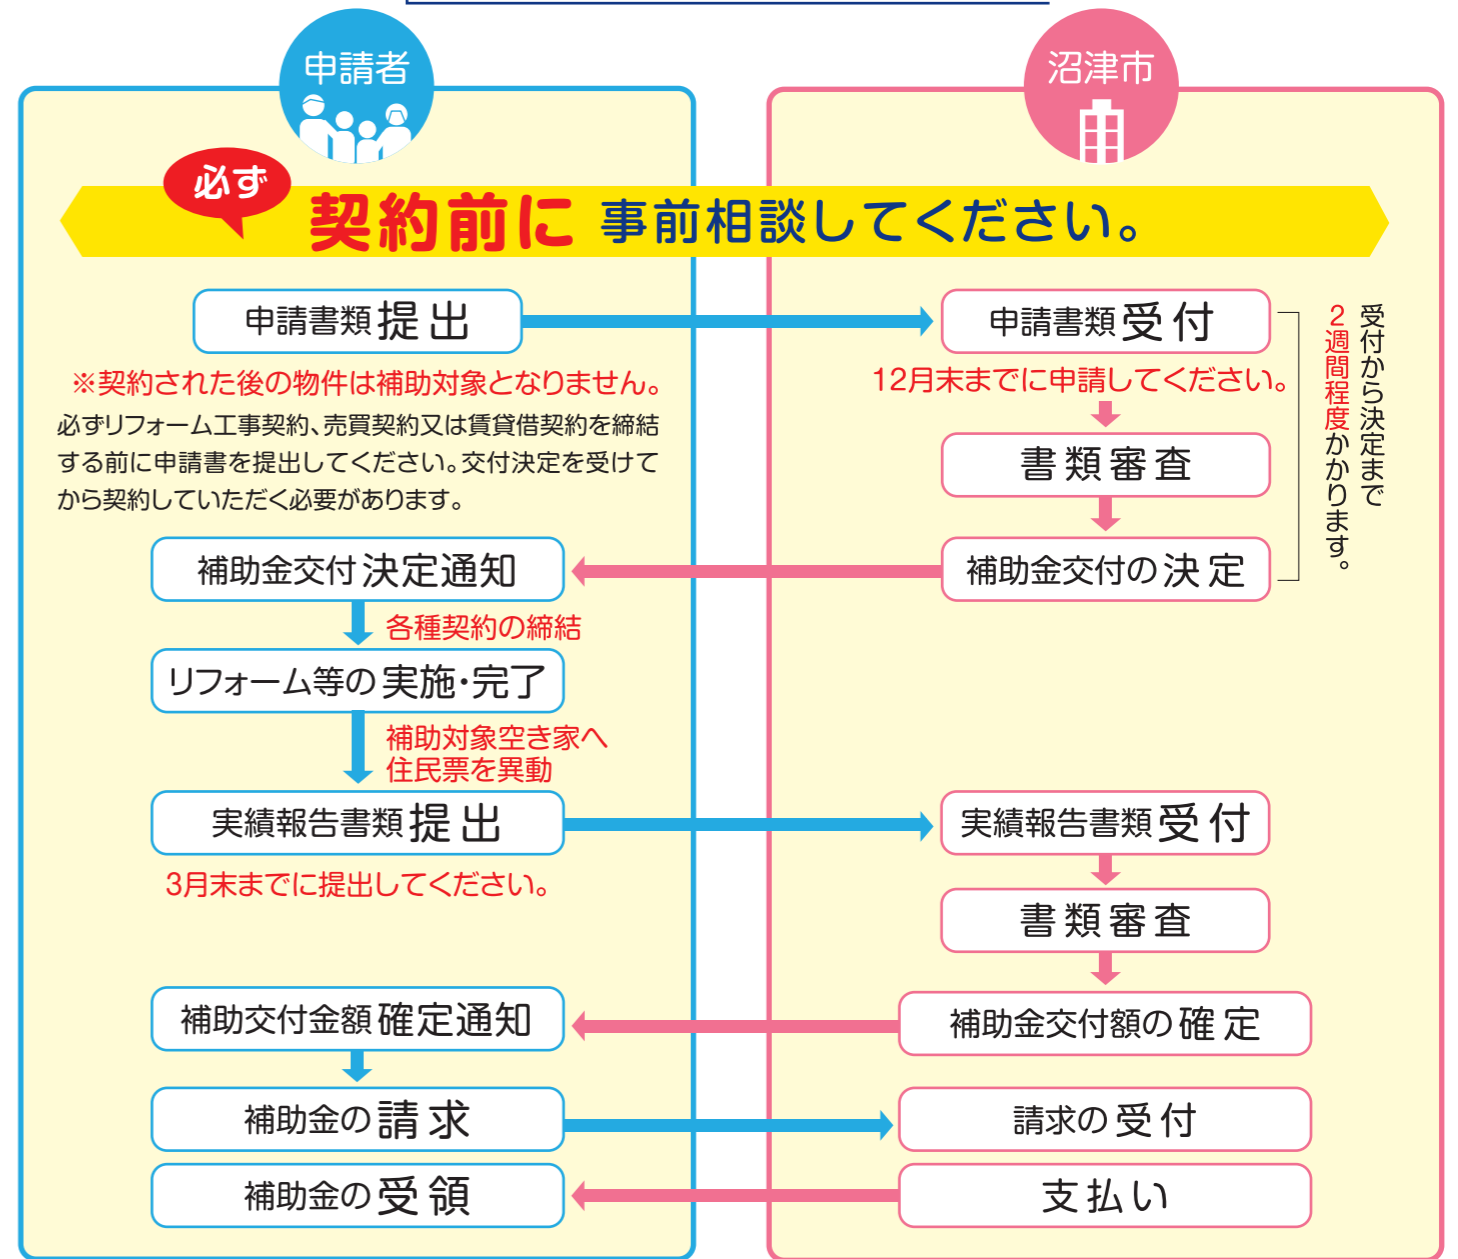 申請者
沼津市
必ず
契約前に 事前相談してください。
申請書類 提出
申請書類 受付
※契約された後の物件は補助対象となりません。
必ずリフォーム工事契約、売買契約又は賃貸借契約を締結
する前に申請書を提出してください。交付決定を受けて
から契約していただく必要があります。
12月末までに申請してください。
書類審査
受付から決定まで
2週間程度かかります。
補助金交付 決定通知
補助金交付の 決定
各種契約の締結
リフォーム等の 実施・完了
補助対象空き家へ
住民票を異動
実績報告書類 提出
実績報告書類 受付
3月末までに提出してください。
書類審査
補助交付金額 確定通知
補助金交付額の 確定
補助金の 請求
請求の 受付
補助金の 受領
支払い